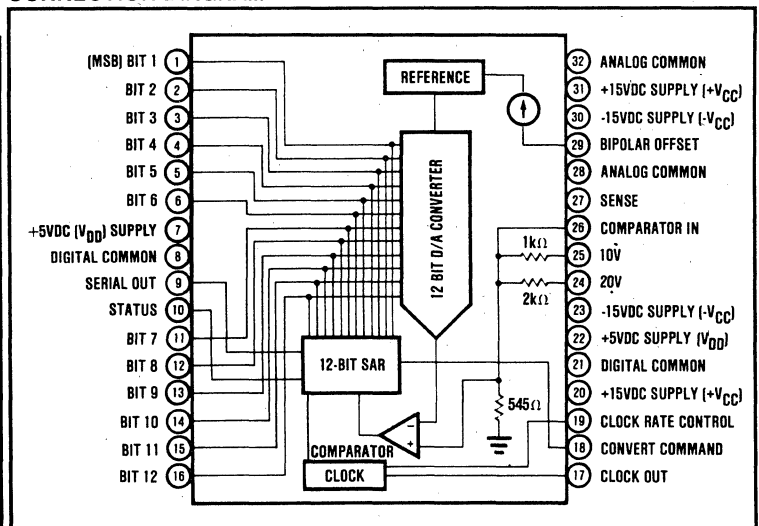 (MSB) BIT 1 1
BIT 2 2
BIT 3 3
BIT 4 4
BIT 5 5
BIT 6 6
+5VDC (VDD) SUPPLY 7
DIGITAL COMMON 8
SERIAL OUT 9
STATUS 10
BIT 7 11
BIT 8 12
BIT 9 13
BIT 10 14
BIT 11 15
BIT 12 16
REFERENCE
12 BIT D/A CONVERTER
12-BIT SAR
COMPARATOR
CLOCK
- 
+
1kΩ
2kΩ
545Ω
32 ANALOG COMMON
31 +15VDC SUPPLY (+VCC)
30 -15VDC SUPPLY (-VCC)
29 BIPOLAR OFFSET
28 ANALOG COMMON
27 SENSE
26 COMPARATOR IN
25 10V
24 20V
23 -15VDC SUPPLY (-VCC)
22 +5VDC SUPPLY (VDD)
21 DIGITAL COMMON
20 +15VDC SUPPLY (+VCC)
19 CLOCK RATE CONTROL
18 CONVERT COMMAND
17 CLOCK OUT